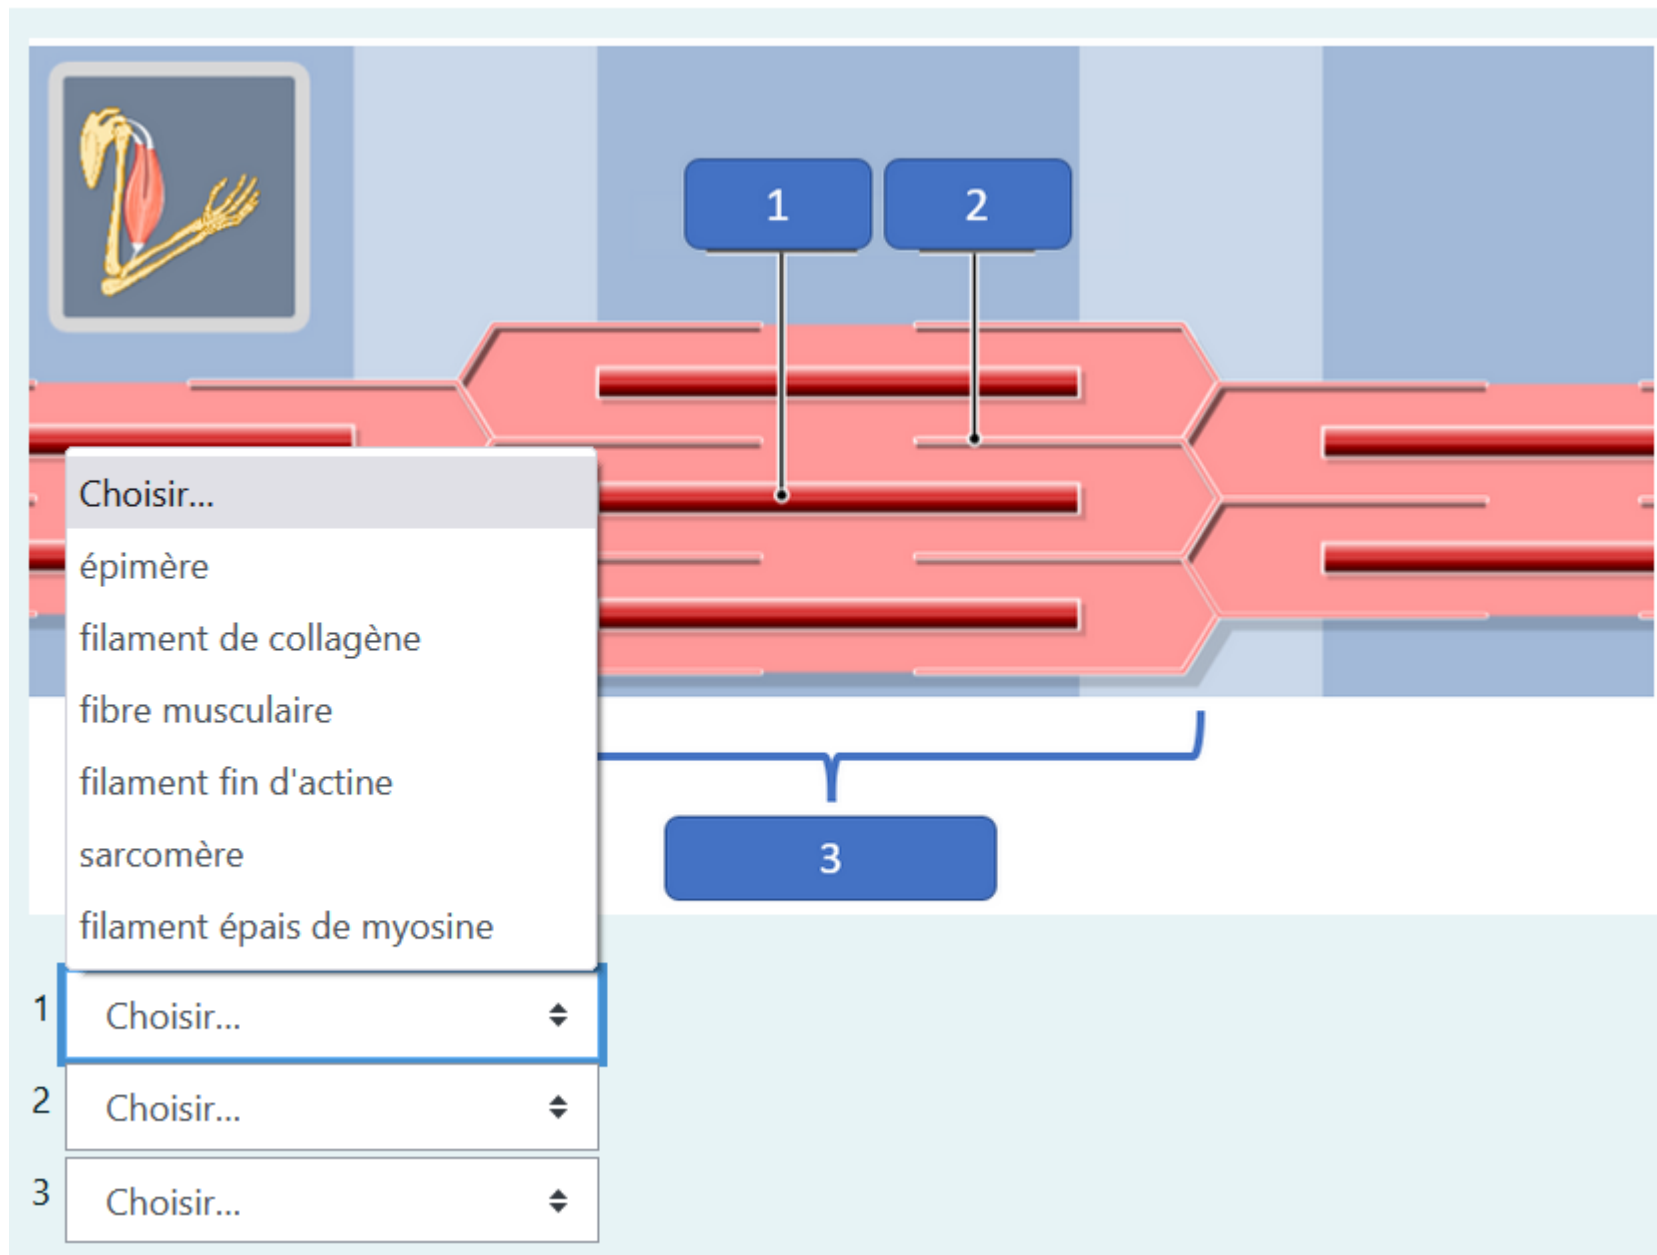 1
2
Choisir...
épimère
filament de collagène
fibre musculaire
filament fin d'actine
sarcomère
filament épais de myosine
3
1 Choisir...
2 Choisir...
3 Choisir...